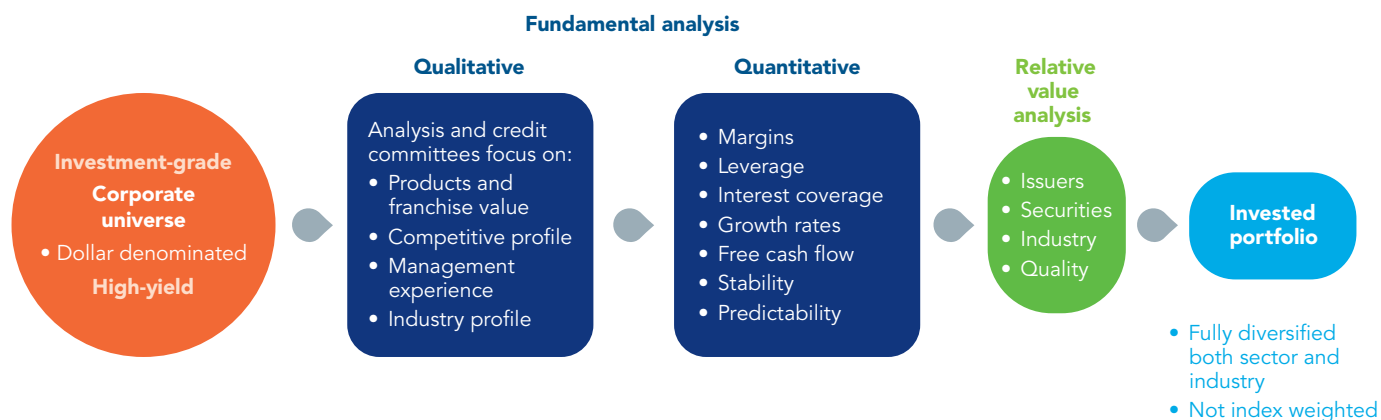 Fundamental analysis
Qualitative
Quantitative
Relative
value
analysis
Investment-grade
Corporate
universe
• Dollar denominated
High-yield
Analysis and credit
committees focus on:
• Products and
franchise value
• Competitive profile
• Management
experience
• Industry profile
• Margins
• Leverage
• Interest coverage
• Growth rates
• Free cash flow
• Stability
• Predictability
• Issuers
• Securities
• Industry
• Quality
Invested
portfolio
• Fully diversified
both sector and
industry
• Not index weighted